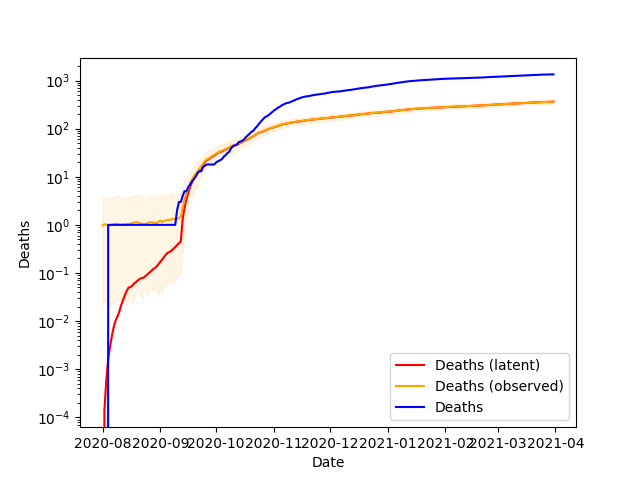 10³
10²
10¹
10⁰
10⁻¹
10⁻²
10⁻³
10⁻⁴
Deaths
Deaths (latent)
Deaths (observed)
Deaths
2020-08 2020-09 2020-10 2020-11 2020-12 2021-01 2021-02 2021-03 2021-04
Date